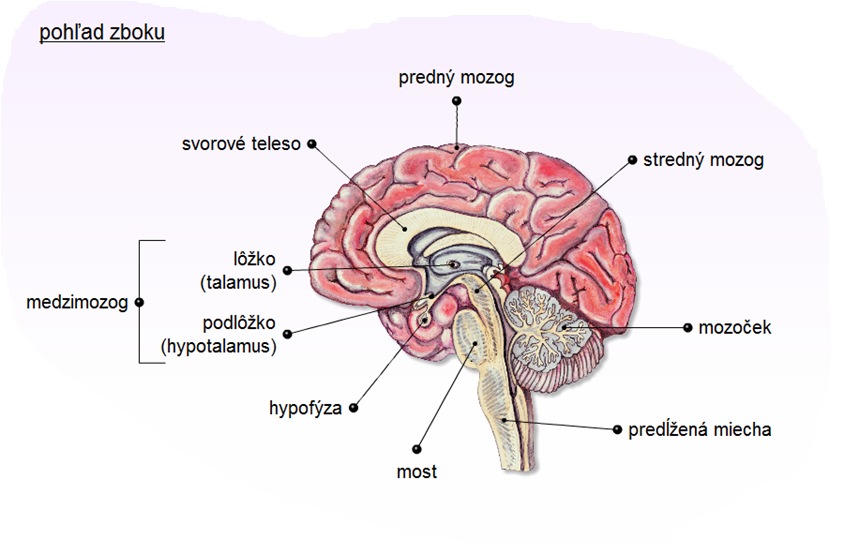 pohľad zboku
predný mozog
svorové teleso
stredný mozog
lôžko
(talamus)
medzimozog
podlôžko
(hypotalamus)
mozoček
hypofýza
predĺžená miecha
most